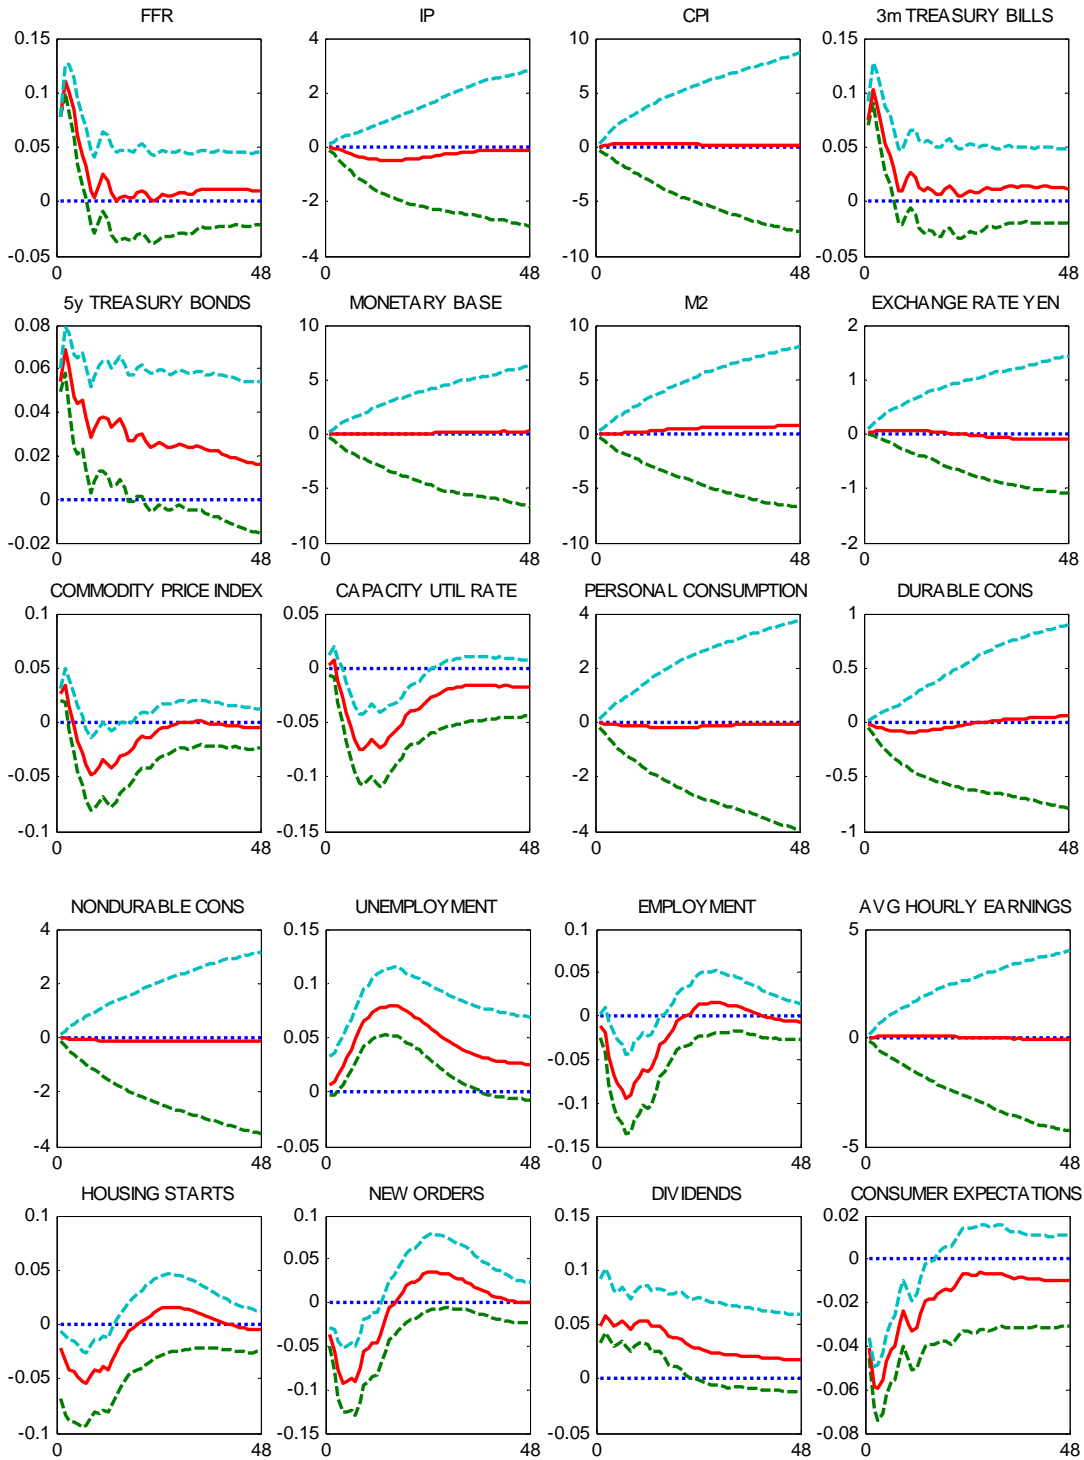 FFR IP CPI 3m TREASURY BILLS
0.15 4 10 0.15
0.1 2 5 0.1
0.05 0 0 0.05
0 -2 -5 0
-0.05 -4 -10 -0.05
0 48 0 48 0 48 0 48
5y TREASURY BONDS MONETARY BASE M2 EXCHANGE RATE YEN
0.08 10 10 2
0.06 5 5 1
0.04 0 0 0
0.02 -5 -5 -1
0 -10 -10 -2
-0.02
0 48 0 48 0 48 0 48
COMMODITY PRICE INDEX CAPACITY UTIL RATE PERSONAL CONSUMPTION DURABLE CONS
0.1 0.05 4 1
0.05 0 2 0.5
0 -0.05 0 0
-0.05 -0.1 -2 -0.5
-0.1 -0.15 -4 -1
0 48 0 48 0 48 0 48
NONDURABLE CONS UNEMPLOYMENT EMPLOYMENT AVG HOURLY EARNINGS
4 0.15 0.1 5
2 0.1 0.05 0
0 0.05 0 -5
-2 0 -0.05
-4 -0.05 -0.1
-0.15
0 48 0 48 0 48 0 48
HOUSING STARTS NEW ORDERS DIVIDENDS CONSUMER EXPECTATIONS
0.1 0.1 0.15 0.02
0.05 0.05 0.1 0
0 0 0.05 -0.02
-0.05 -0.05 0 -0.04
-0.1 -0.1 -0.05 -0.06
-0.15 -0.08
0 48 0 48 0 48 0 48